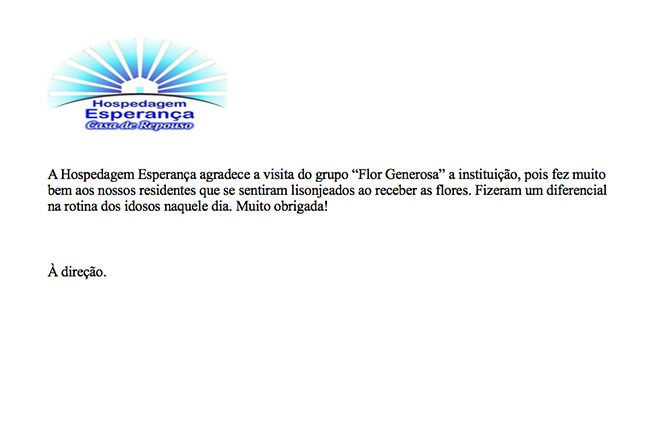 Hospedagem
Esperança
Casa de Repouso
A Hospedagem Esperança agradece a visita do grupo “Flor Generosa” a instituição, pois fez muito
bem aos nossos residentes que se sentiram lisonjeados ao receber as flores. Fizeram um diferencial
na rotina dos idosos naquele dia. Muito obrigada!
À direção.